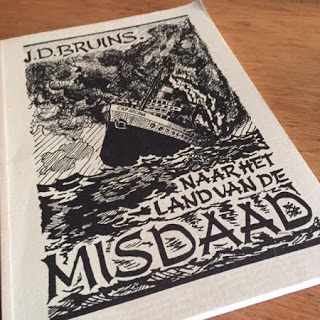 J.D. BRUINS.
NAAR HET
LAND VAN DE
MISDAAD